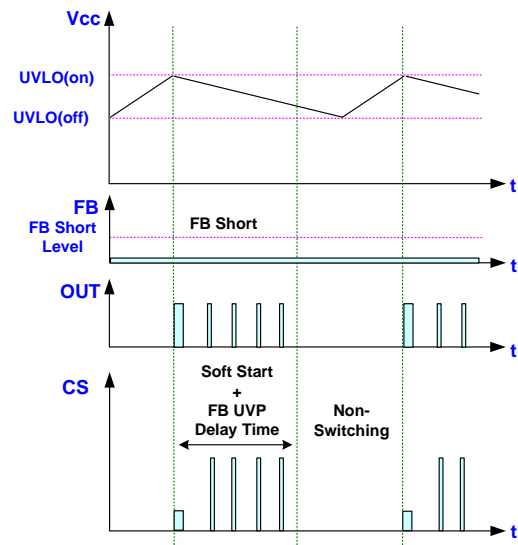 Vcc
UVLO(on)
UVLO(off)
t
FB
FB Short
Level
FB Short
t
OUT
t
CS
Soft Start
+
FB UVP
Delay Time
Non-
Switching
t